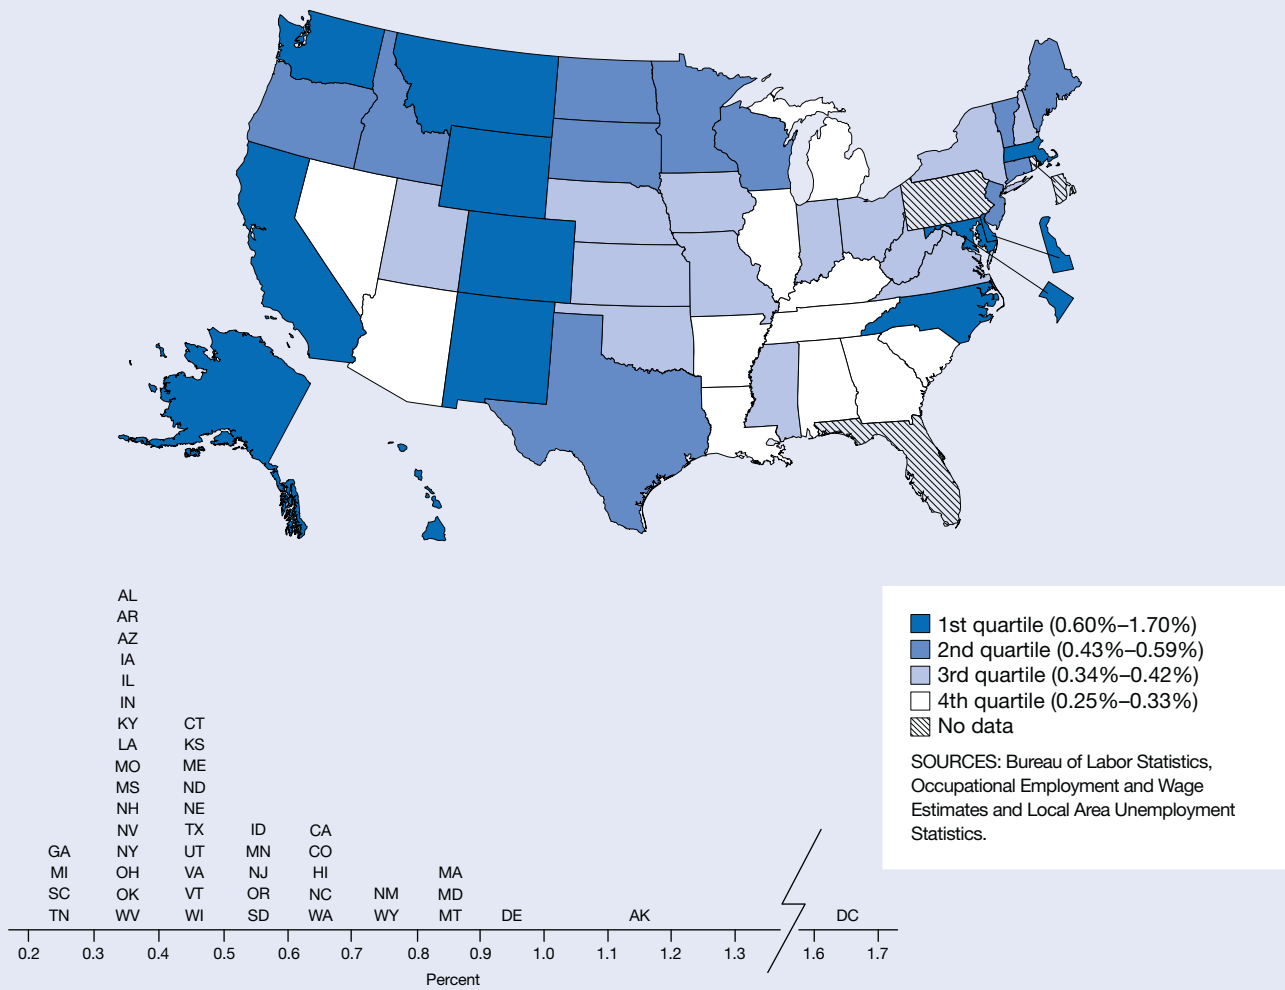 1st quartile (0.60%–1.70%)
2nd quartile (0.43%–0.59%)
3rd quartile (0.34%–0.42%)
4th quartile (0.25%–0.33%)
No data
SOURCES: Bureau of Labor Statistics,
Occupational Employment and Wage
Estimates and Local Area Unemployment
Statistics.
AL
AR
AZ
IA
IL
IN
KY CT
LA KS
MO ME
MS ND
NH NE
NV TX ID CA
GA NY UT MN CO
MI OH VA NJ HI MA
SC OK VT OR NC NM MD
TN WV WI SD WA WY MT DE AK DC
0.2 0.3 0.4 0.5 0.6 0.7 0.8 0.9 1.0 1.1 1.2 1.3 1.6 1.7
Percent